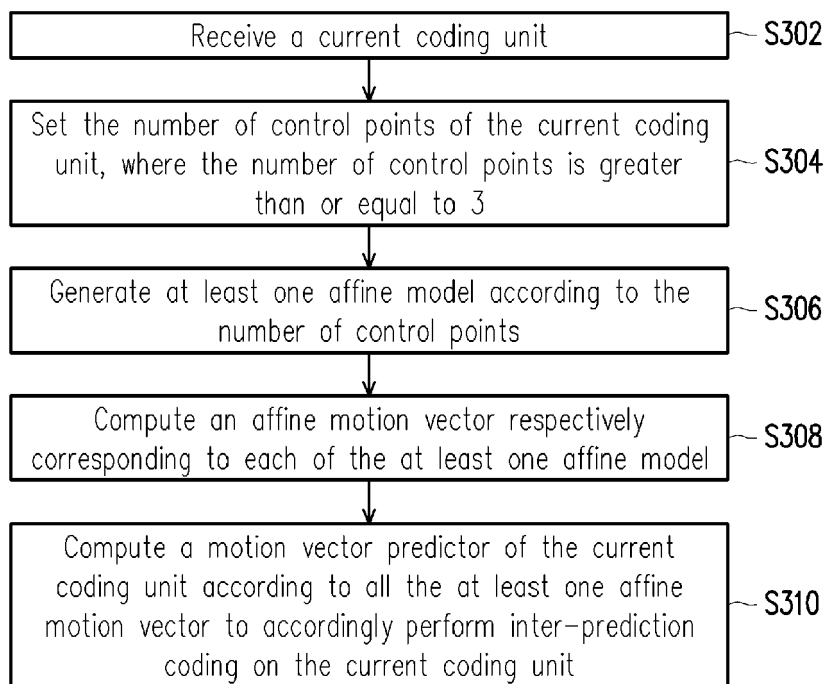 Receive a current coding unit
S302
Set the number of control points of the current coding
unit, where the number of control points is greater
than or equal to 3
S304
Generate at least one affine model according to the
number of control points
S306
Compute an affine motion vector respectively
corresponding to each of the at least one affine model
S308
Compute a motion vector predictor of the current
coding unit according to all the at least one affine
motion vector to accordingly perform inter-prediction
coding on the current coding unit
S310